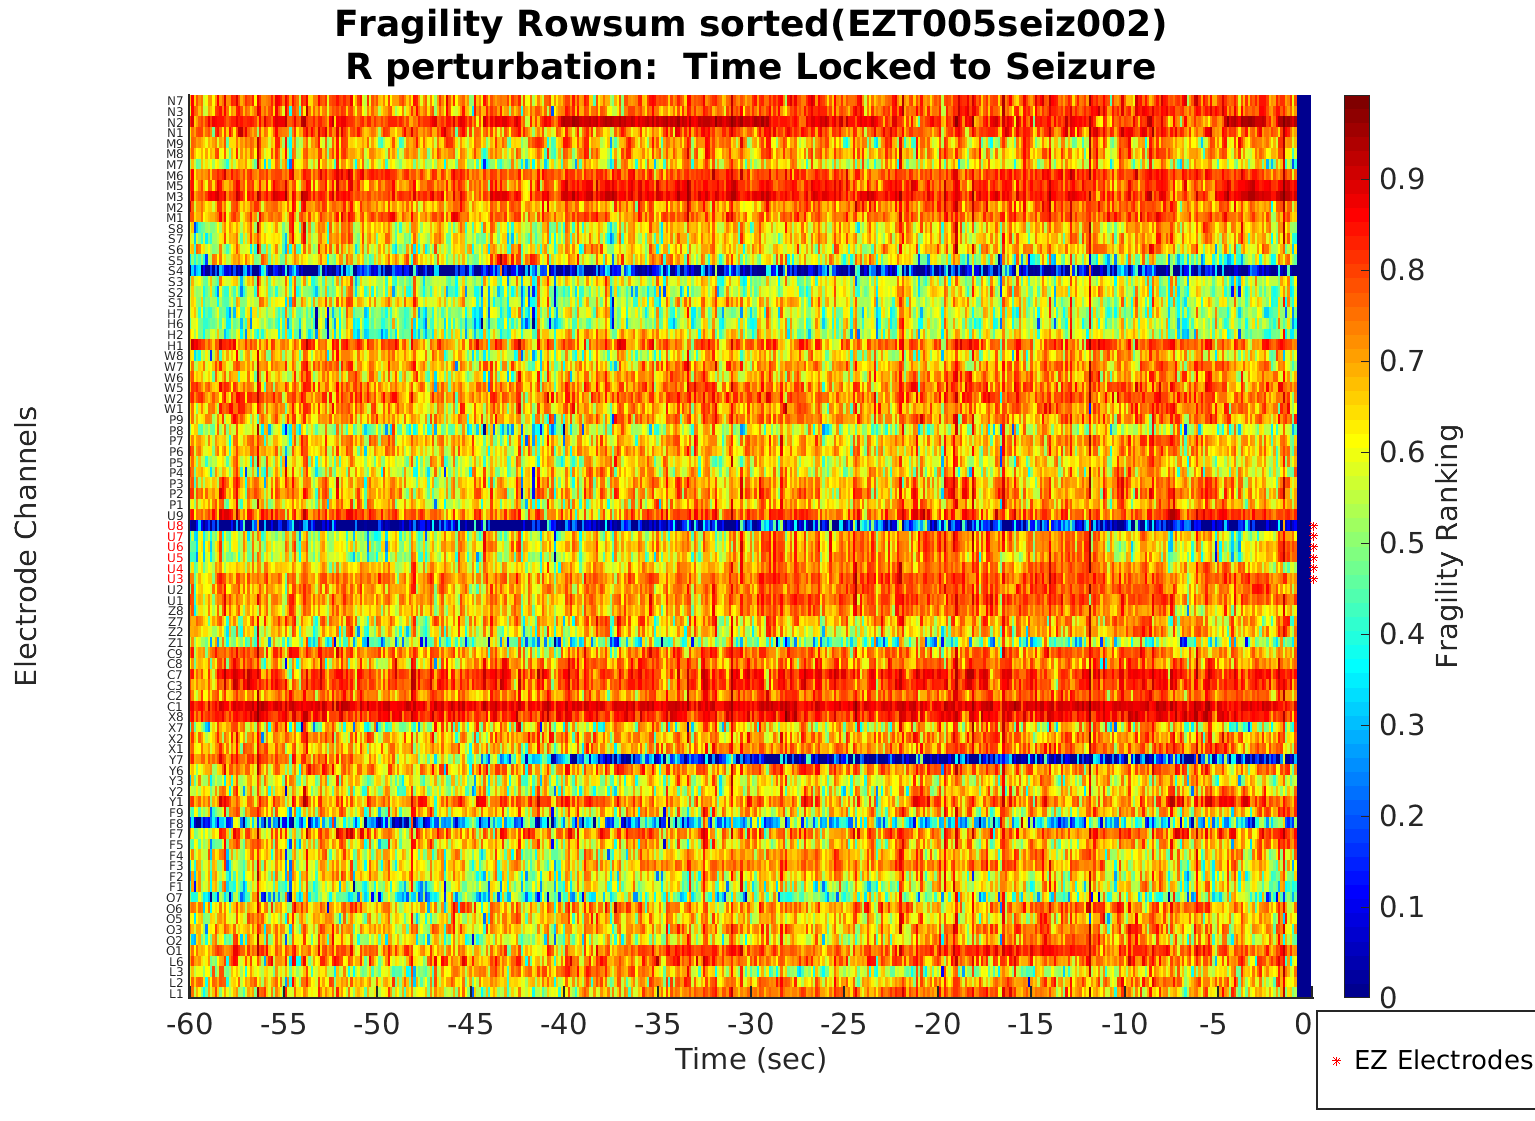 Fragility Rowsum sorted(EZT005seiz002)
R perturbation:  Time Locked to Seizure
Electrode Channels
N7
N3
N2
N1
M9
M8
M7
M6
M5
M3
M2
M1
S8
S7
S6
S5
S4
S3
S2
S1
H7
H6
H2
H1
W8
W7
W6
W5
W2
W1
P9
P8
P7
P6
P5
P4
P3
P2
P1
U9
U8
U7
U6
U5
U4
U3
U2
U1
Z8
Z7
Z2
Z1
C9
C8
C7
C3
C2
C1
X8
X7
X2
X1
Y7
Y6
Y3
Y2
Y1
F9
F8
F7
F5
F4
F3
F2
F1
O7
O6
O5
O3
O2
O1
L6
L3
L2
L1
-60 -55 -50 -45 -40 -35 -30 -25 -20 -15 -10 -5 0
Time (sec)
0.9
0.8
0.7
0.6
0.5
0.4
0.3
0.2
0.1
0
Fragility Ranking
EZ Electrodes